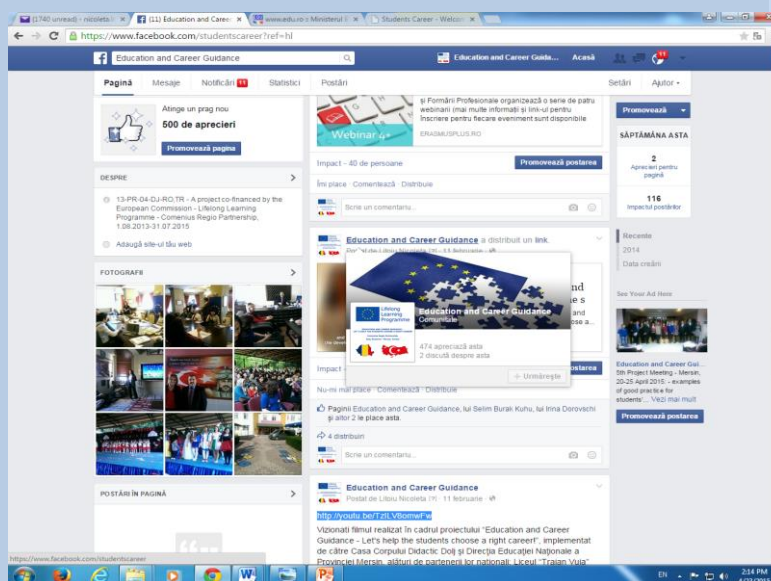 (1740 unread) - nicoleta l
(11) Education and Career
www.edu.ro :: Ministerul
Students Career - Welcom
https://www.facebook.com/studentscareer?ref=hl
Education and Career Guidance
Education and Career Guida...
Acasă
Pagină
Mesaje
Notificări 11
Statistici
Postări
Setări
Ajutor
Atinge un prag nou
500 de aprecieri
Promovează pagina
DESPRE
13-PR-04-DJ-RO,TR - A project co-financed by the
European Commission - Lifelong Learning
Programme - Comenius Regio Partnership,
1.08.2013-31.07.2015
Adaugă site-ul tău web
FOTOGRAFII
POSTĂRI ÎN PAGINĂ
Webinar 4+
și Formării Profesionale organizează o serie de patru
webinarii (mai multe informații și link-ul pentru
înscriere pentru fiecare eveniment sunt disponibile
ERASMUSPLUS.RO
Impact - 40 de persoane
Promovează postarea
Îmi place · Comentează · Distribuie
Scrie un comentariu...
Education and Career Guidance a distribuit un link.
Lifelong
Learning
Programme
Education and Career Guidance
Comunitate
474 apreciază asta
2 discută despre asta
+ Urmărește
Impact
Nu-mi mai place · Comentează · Distribuie
Paginii Education and Career Guidance, lui Selim Burak Kuhu, lui Irina Dorovschi
și altor 2 le place asta.
4 distribuiri
Scrie un comentariu...
Education and Career Guidance
Postat de Litoiu Nicoleta [?] · 11 februarie
http://youtu.be/TzILVBomwFw
Vizionati filmul realizat în cadrul proiectului "Education and Career
Guidance - Let's help the students choose a right career!", implementat
de către Casa Corpului Didactic Dolj și Direcția Educației Naționale a
Provinciei Mersin, alături de partenerii lor naționali: Liceul "Traian Vuia"
Promovează
SĂPTĂMÂNA ASTA
2
Aprecieri pentru
pagină
116
Impactul postărilor
Recente
2014
Data creării
See Your Ad Here
Education and Career Gui...
5th Project Meeting - Mersin,
20-25 April 2015: - examples
of good practice for
students'... Vezi mai mult
Promovează postarea
https://www.facebook.com/studentscareer
EN
2:14 PM